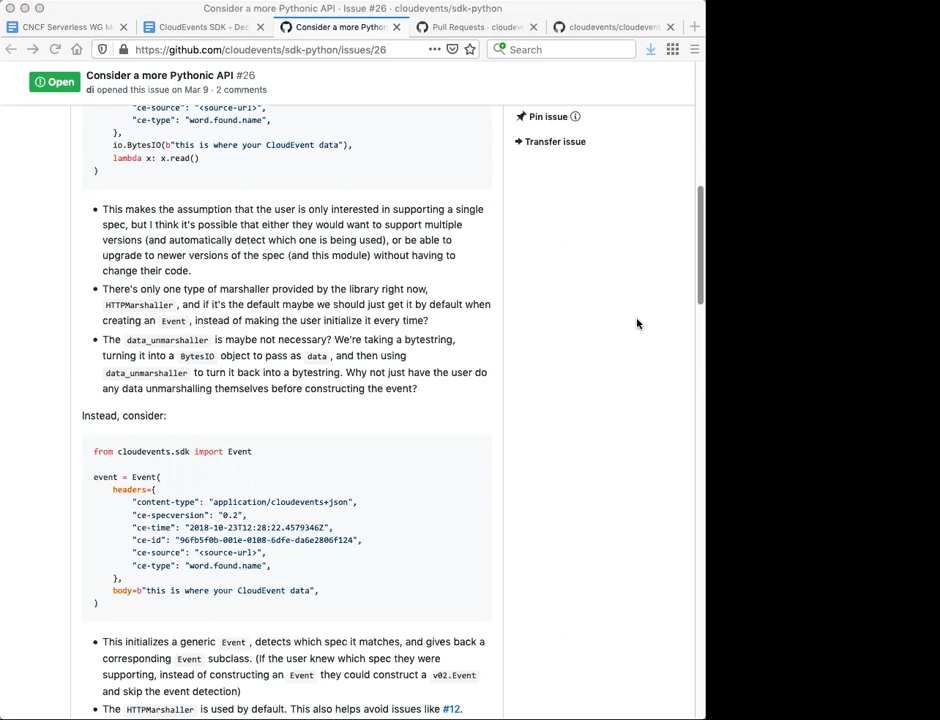 Consider a more Pythonic API · Issue #26 · cloudevents/sdk-python
CNCF Serverless WG M
CloudEvents SDK - Des
Consider a more Python
Pull Requests · cloudev
cloudevents/cloudevent
https://github.com/cloudevents/sdk-python/issues/26
Search
Open
Consider a more Pythonic API #26
di opened this issue on Mar 9 · 2 comments
"ce-source": "<source-url>",
"ce-type": "word.found.name",
},
io.BytesIO(b"this is where your CloudEvent data"),
lambda x: x.read()
)
Pin issue
Transfer issue
• This makes the assumption that the user is only interested in supporting a single
spec, but I think it's possible that either they would want to support multiple
versions (and automatically detect which one is being used), or be able to
upgrade to newer versions of the spec (and this module) without having to
change their code.
• There's only one type of marshaller provided by the library right now,
HTTPMarshaller, and if it's the default maybe we should just get it by default when
creating an Event, instead of making the user initialize it every time?
• The data_unmarshaller is maybe not necessary? We're taking a bytestring,
turning it into a BytesIO object to pass as data, and then using
data_unmarshaller to turn it back into a bytestring. Why not just have the user do
any data unmarshalling themselves before constructing the event?
Instead, consider:
from cloudevents.sdk import Event
event = Event(
headers={
"content-type": "application/cloudevents+json",
"ce-specversion": "0.2",
"ce-time": "2018-10-23T12:28:22.4579346Z",
"ce-id": "96fb5f0b-001e-0108-6dfe-da6e2806f124",
"ce-source": "<source-url>",
"ce-type": "word.found.name",
},
body=b"this is where your CloudEvent data",
)
• This initializes a generic Event, detects which spec it matches, and gives back a
corresponding Event subclass. (If the user knew which spec they were
supporting, instead of constructing an Event they could construct a v02.Event
and skip the event detection)
• The HTTPMarshaller is used by default. This also helps avoid issues like #12.